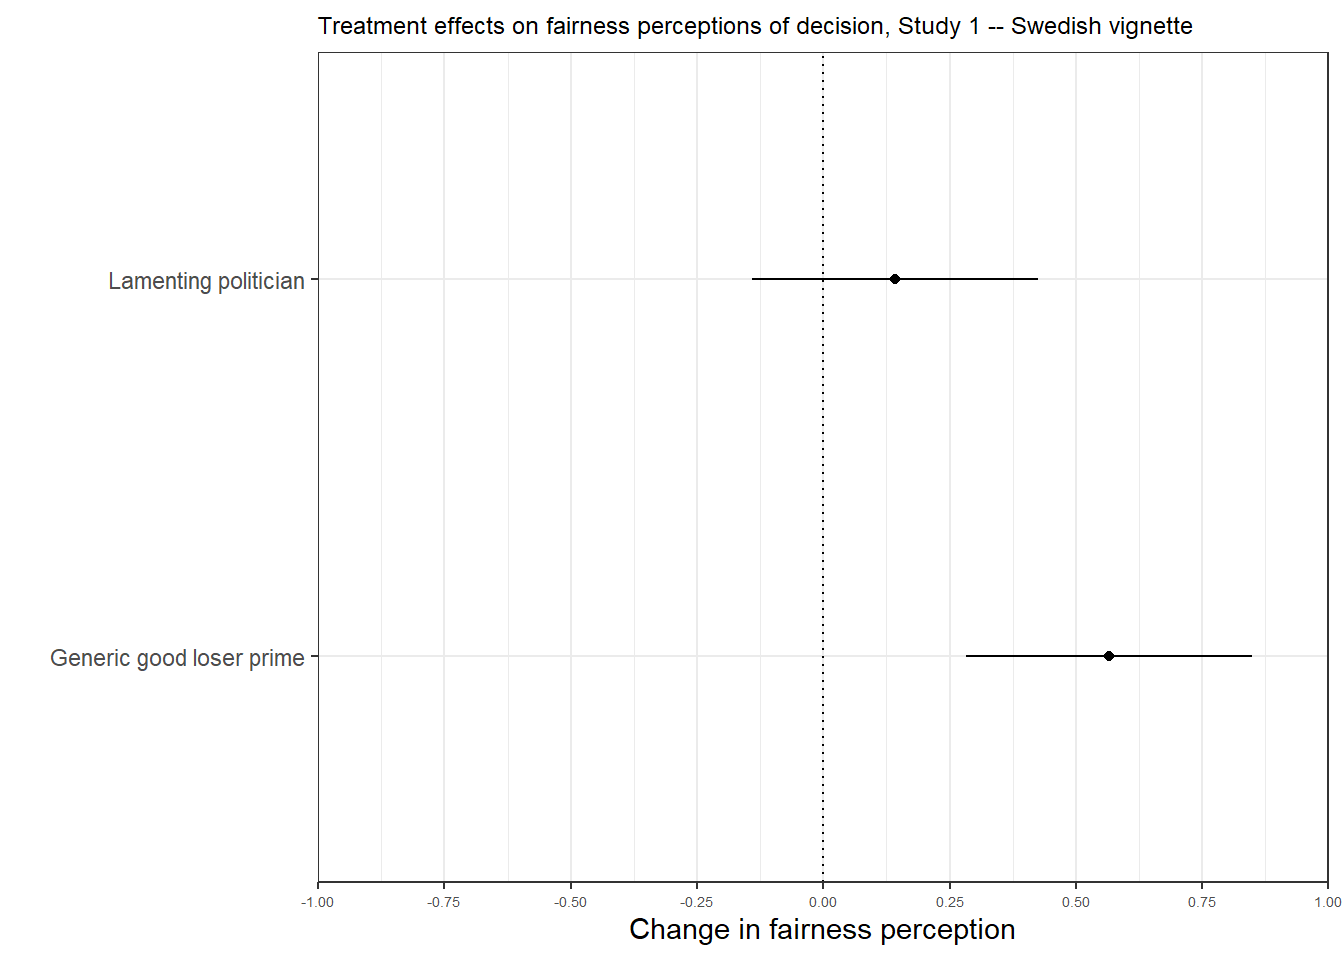 Treatment effects on fairness perceptions of decision, Study 1 -- Swedish vignette
Lamenting politician
Generic good loser prime
-1.00 -0.75 -0.50 -0.25 0.00 0.25 0.50 0.75 1.00
Change in fairness perception